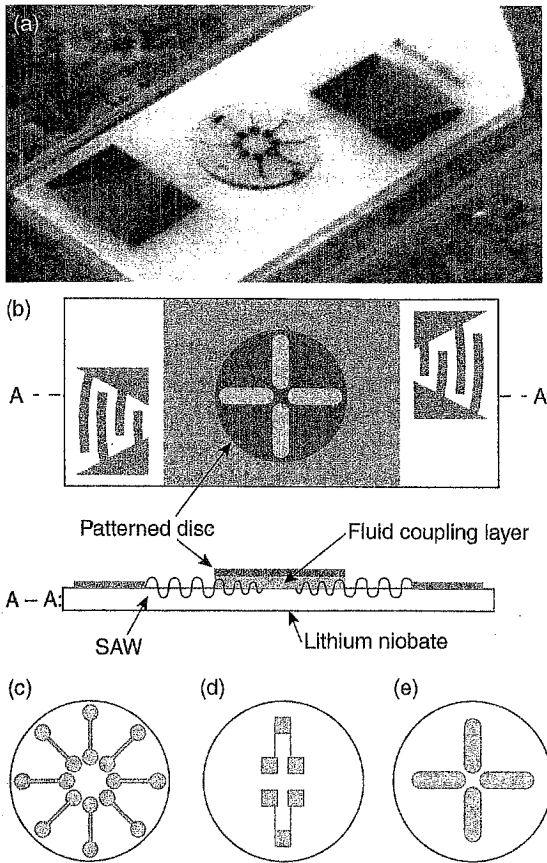 (a)
(b)
A A
Patterned disc
Fluid coupling layer
A – A:
SAW
Lithium niobate
(c) (d) (e)